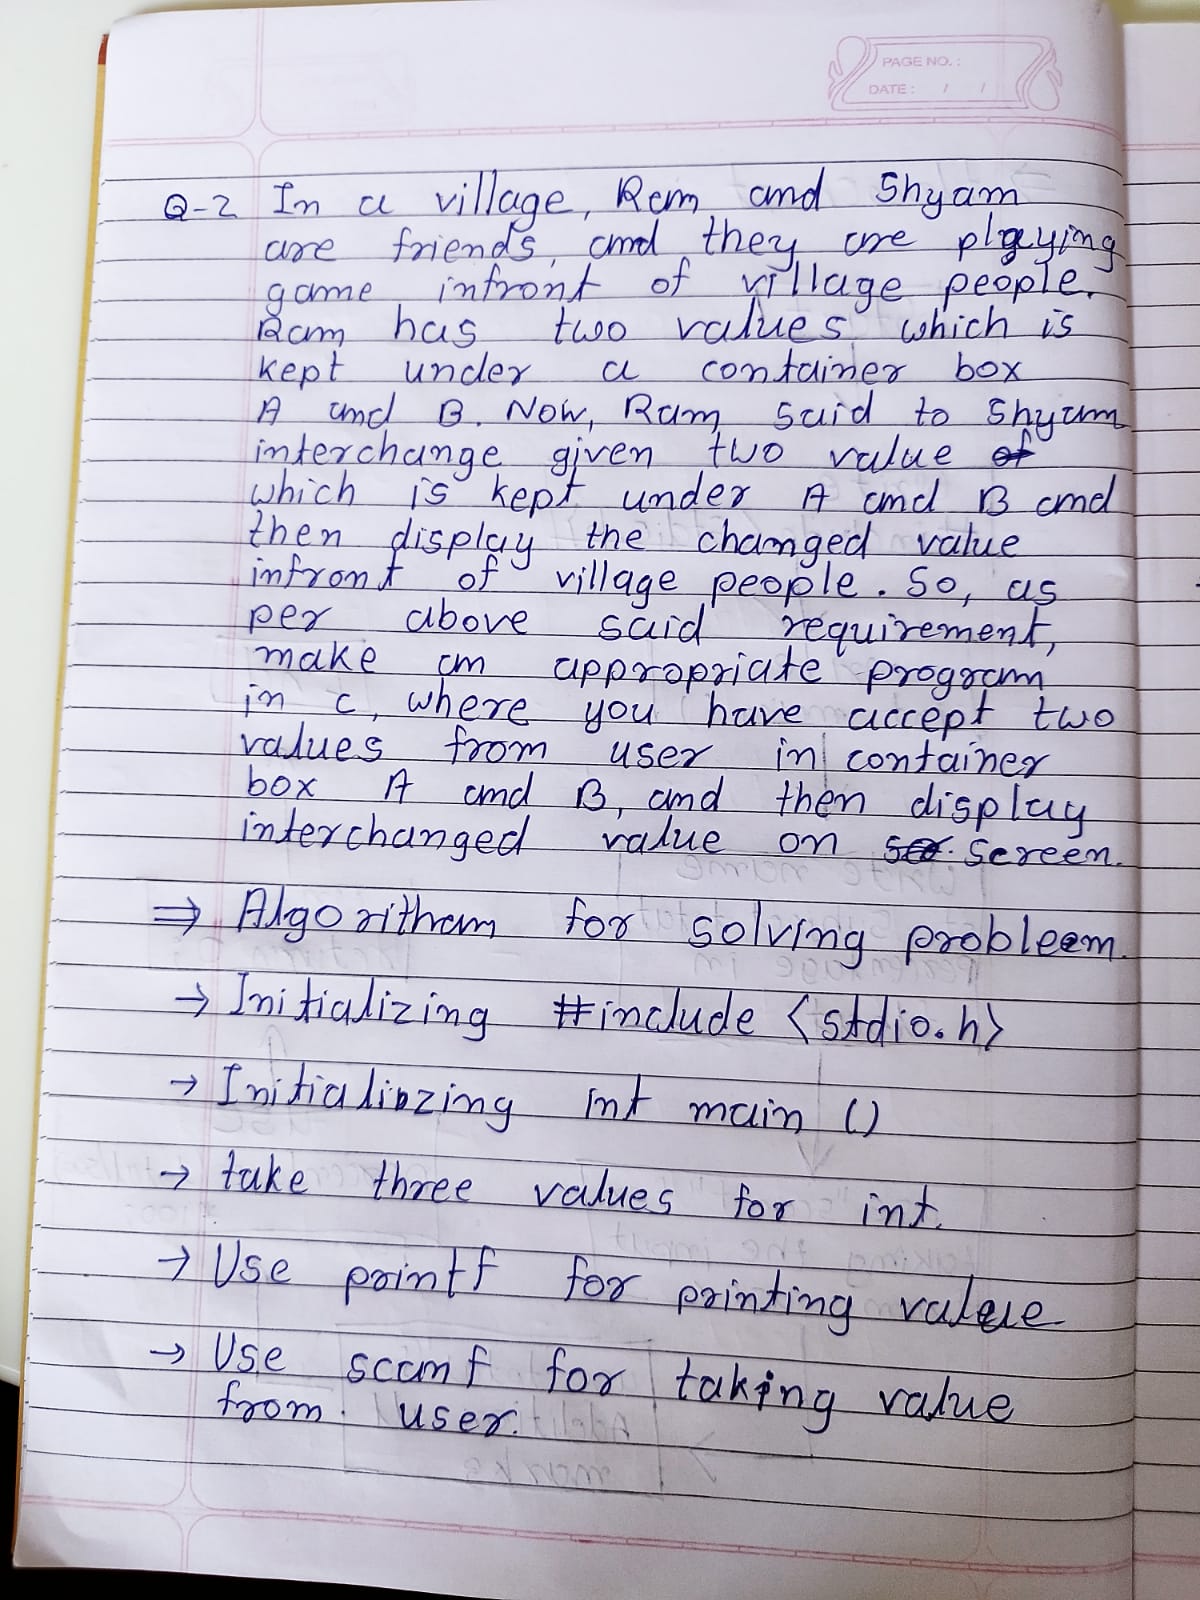 PAGE NO. :
DATE : / /
Q-2 In a village, Ram and Shyam
are friends, and they are playing
game infront of village people.
Ram has two values which is
kept under a container box
A and B. Now, Ram said to Shyam
interchange given two value of
which is kept under A and B and
then display the changed value
infront of village people. So, as
per above said requirement,
make an appropriate program
in c, where you have accept two
values from user in container
box A and B, and then display
interchanged value on screen.
⇒ Algoritham for solving probleem.
→ Initializing #include <stdio.h>
→ Initializing int main ()
→ take three values for int.
→ Use printf for printing value
→ Use scanf for taking value
from user.